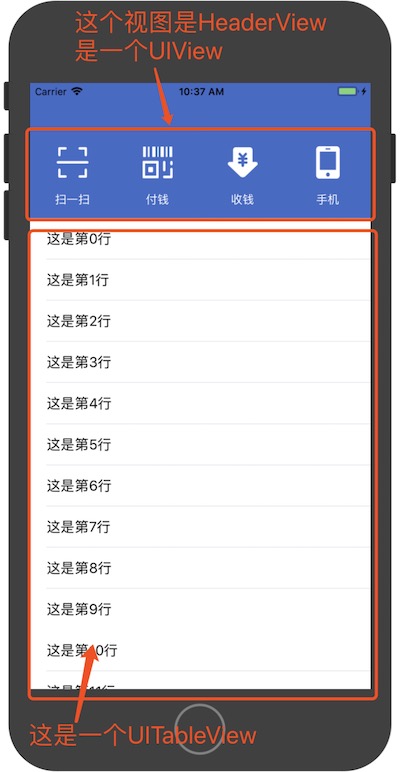 这个视图是HeaderView
是一个UIView
Carrier 10:37 AM
扫一扫 付钱 收钱 手机
这是第0行
这是第1行
这是第2行
这是第3行
这是第4行
这是第5行
这是第6行
这是第7行
这是第8行
这是第9行
这是第10行
这是第11行
这是一个UITableView